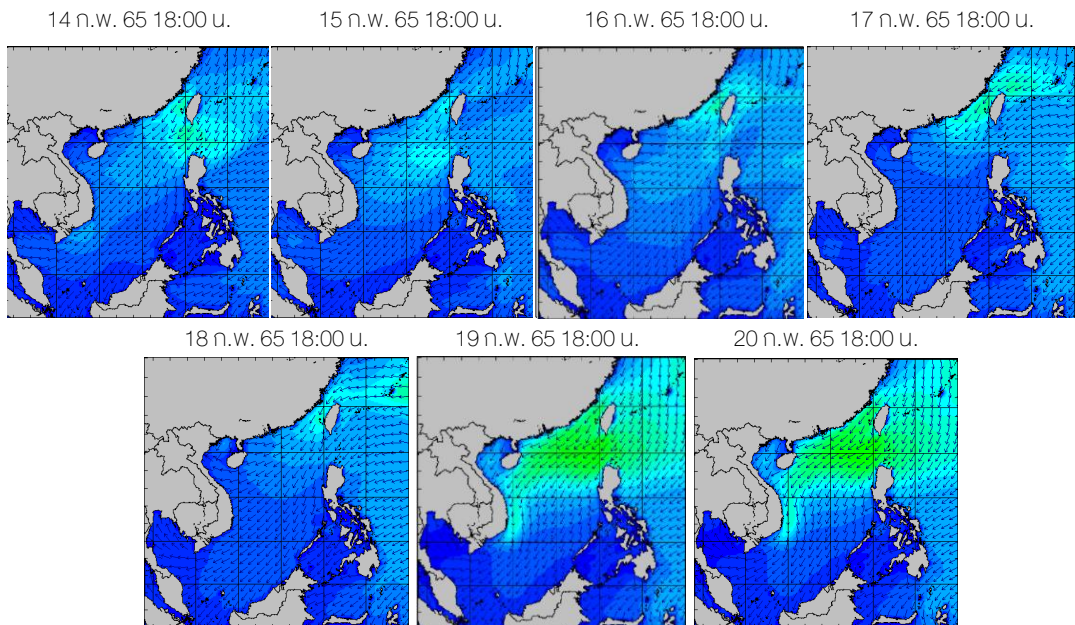 14 ก.พ. 65 18:00 น.
15 ก.พ. 65 18:00 น.
16 ก.พ. 65 18:00 น.
17 ก.พ. 65 18:00 น.
18 ก.พ. 65 18:00 น.
19 ก.พ. 65 18:00 น.
20 ก.พ. 65 18:00 น.